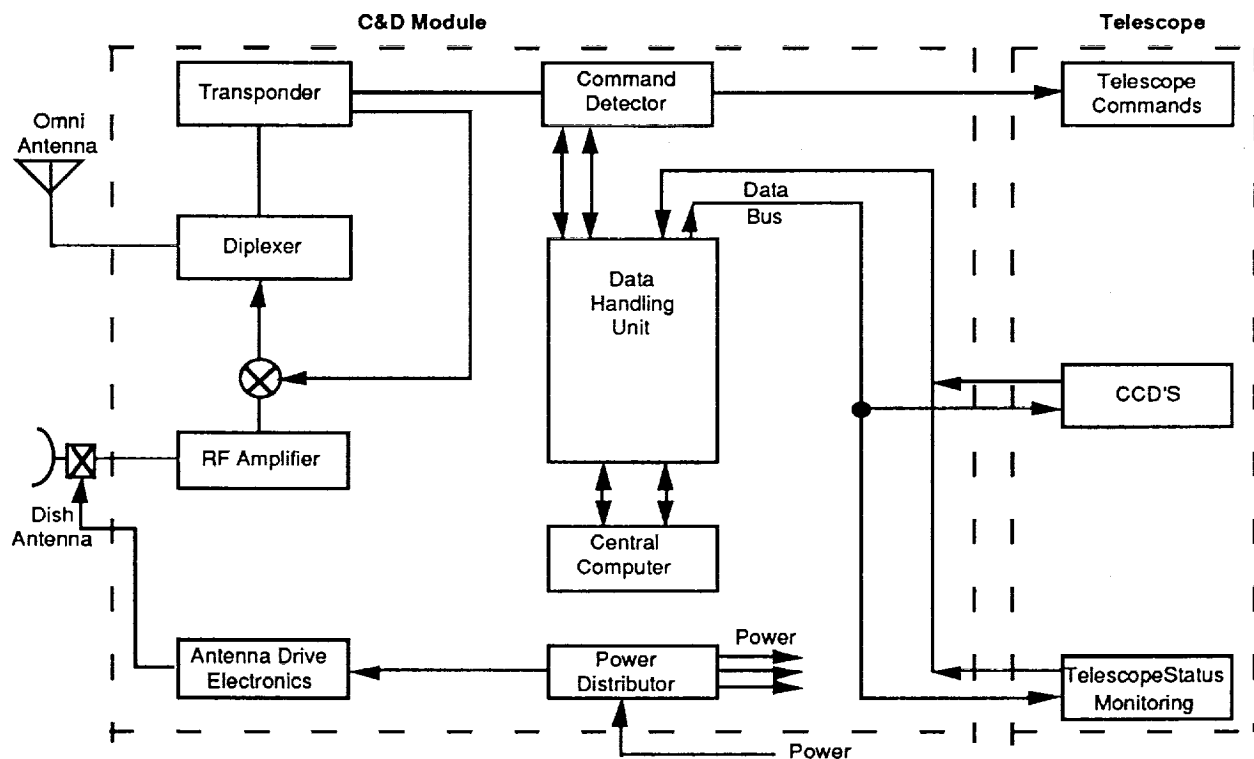 C&D Module
Telescope
Transponder
Command
Detector
Telescope
Commands
Omni
Antenna
Data
Bus
Diplexer
Data
Handling
Unit
CCD'S
RF Amplifier
Dish
Antenna
Central
Computer
Antenna Drive
Electronics
Power
Distributor
Power
TelescopeStatus
Monitoring
Power